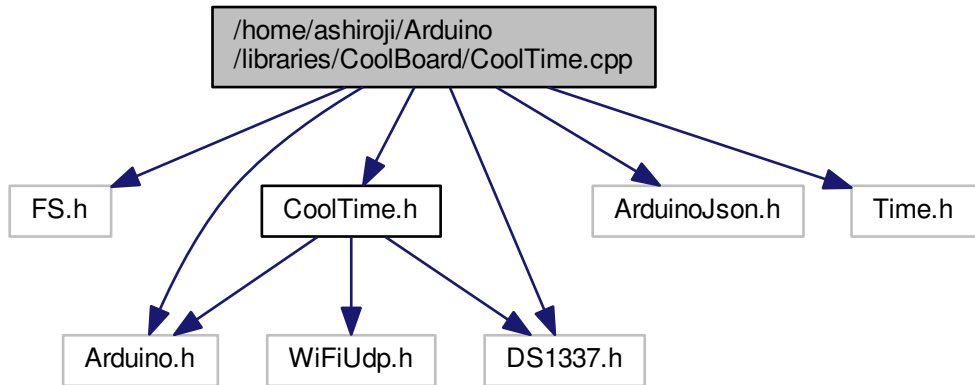 /home/ashiroji/Arduino
/libraries/CoolBoard/CoolTime.cpp
FS.h
CoolTime.h
ArduinoJson.h
Time.h
Arduino.h
WiFiUdp.h
DS1337.h